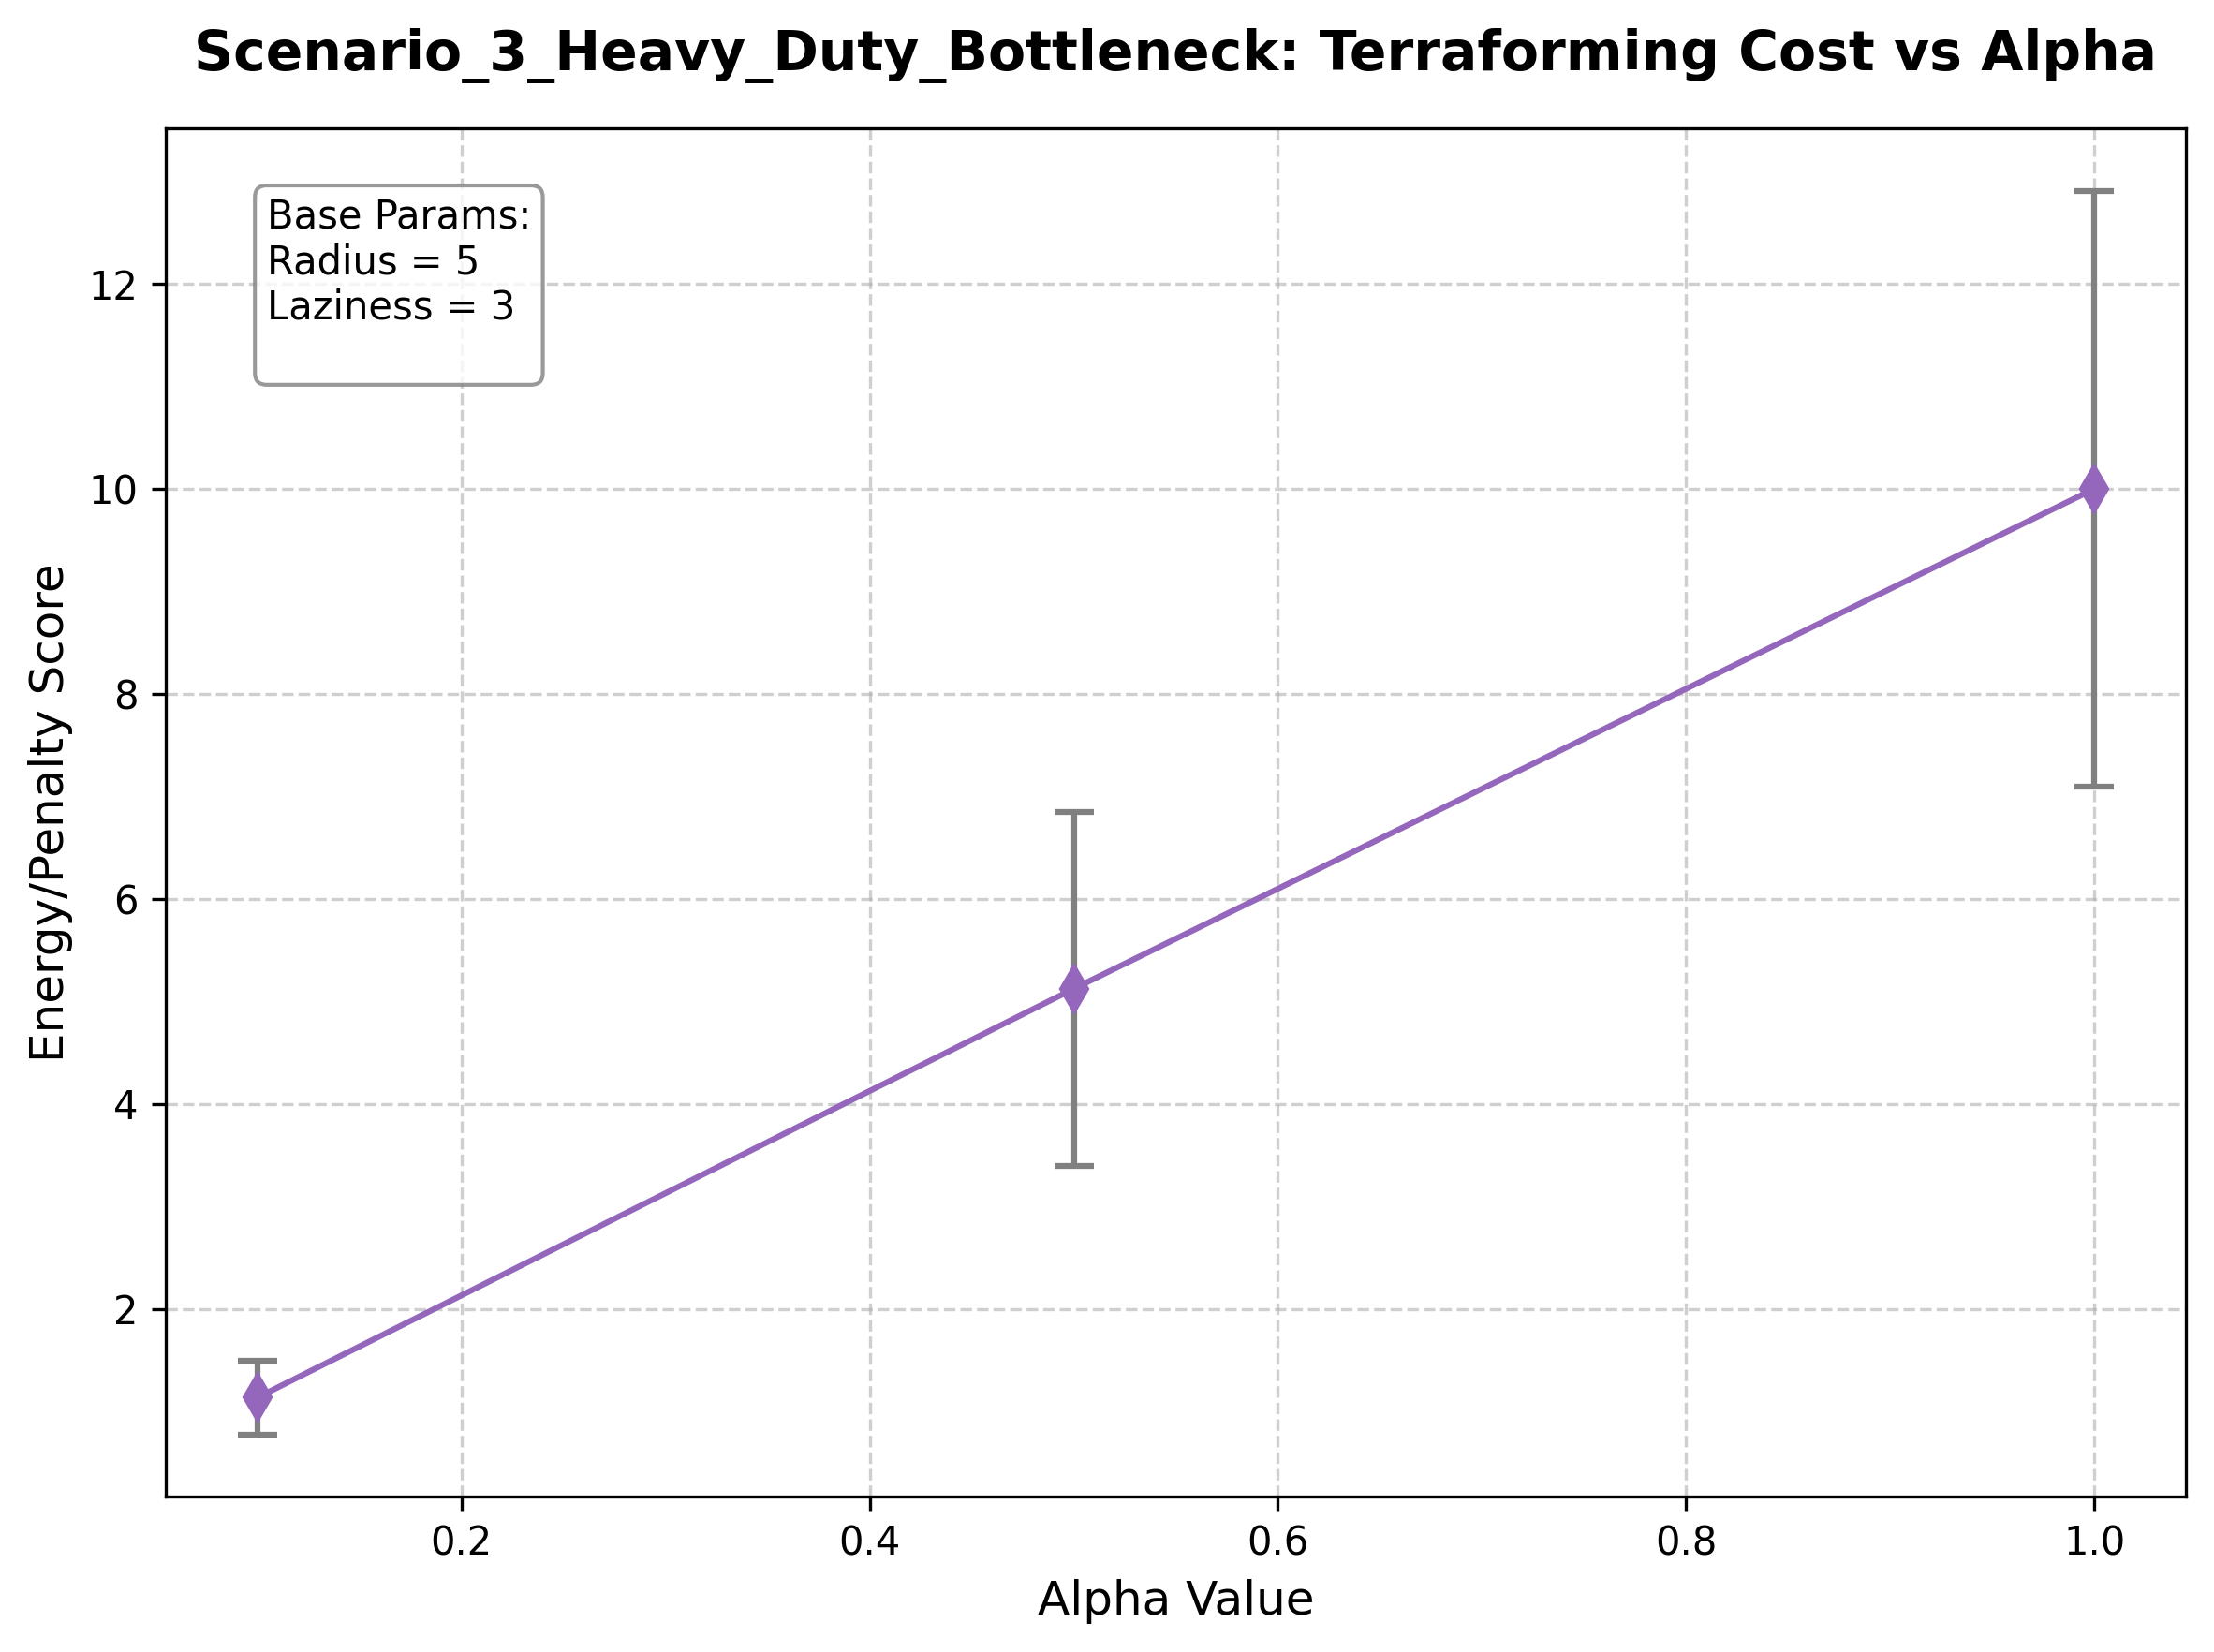 Scenario_3_Heavy_Duty_Bottleneck: Terraforming Cost vs Alpha
Base Params:
Radius = 5
Laziness = 3
12
10
8
6
4
2
Energy/Penalty Score
0.2
0.4
0.6
0.8
1.0
Alpha Value